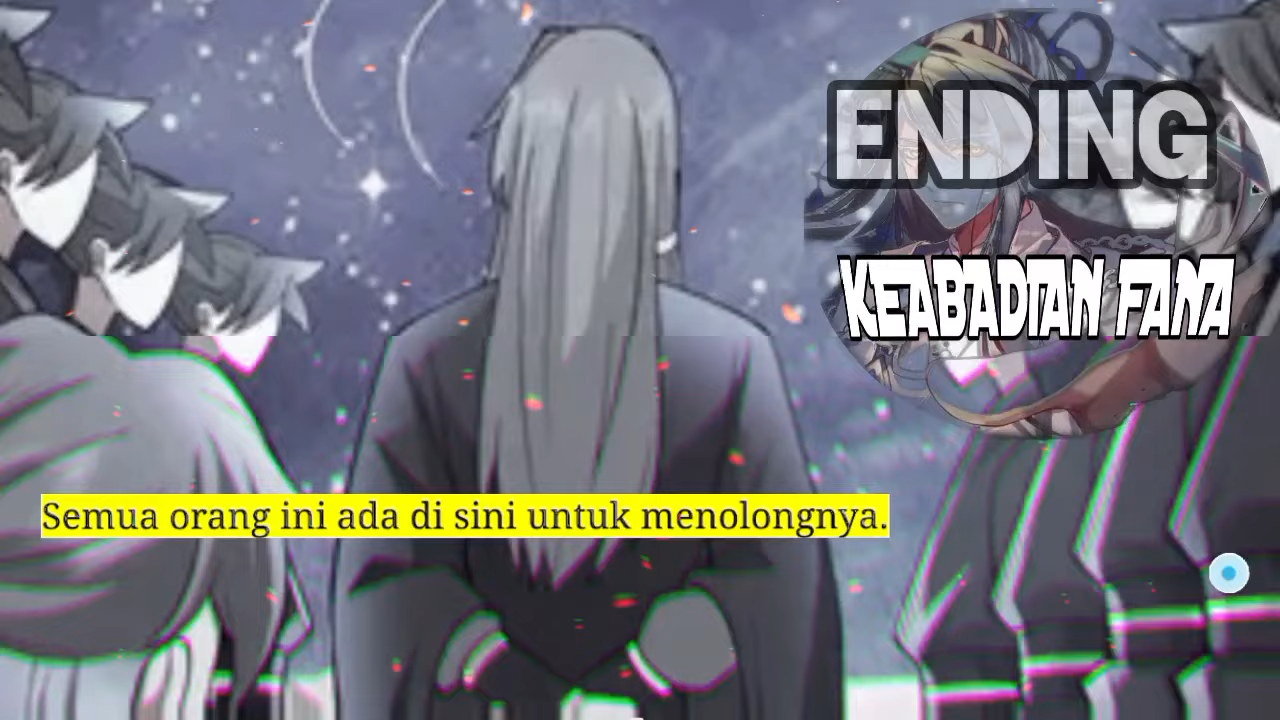 ENDING
KEABADIAN FANA
Semua orang ini ada di sini untuk menolongnya.